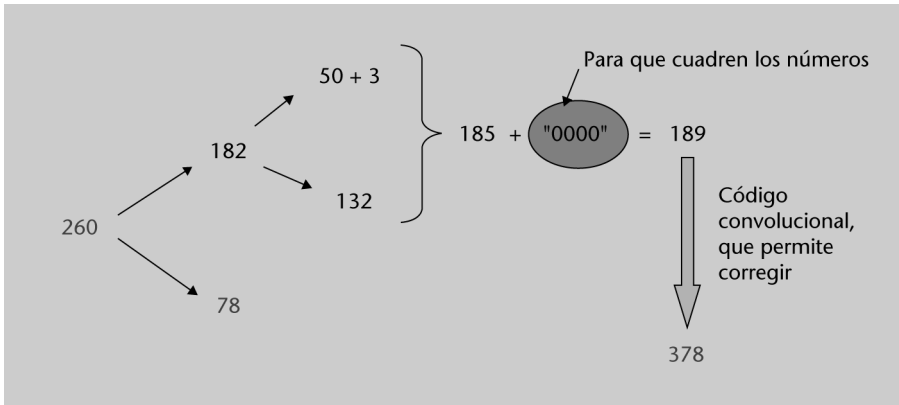 Para que cuadren los números
50 + 3
182
185 + "0000" = 189
132
260
78
Código
convolucional,
que permite
corregir
378